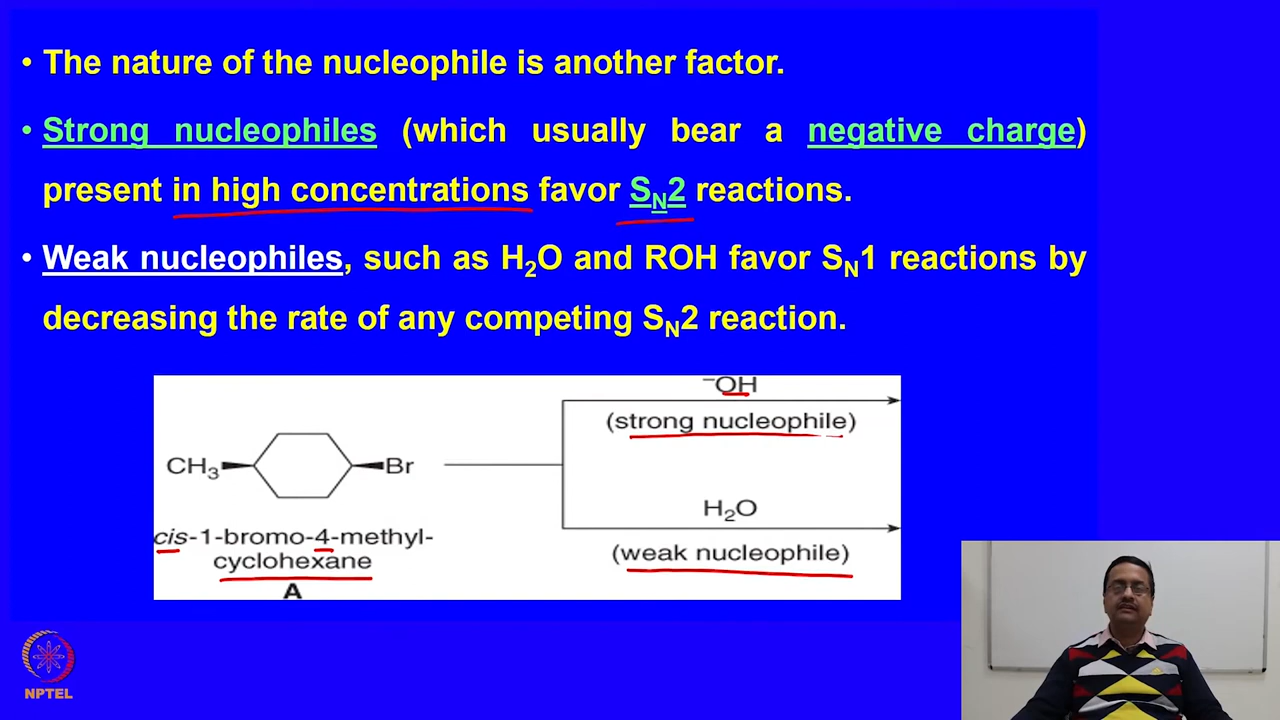 • The nature of the nucleophile is another factor.
• Strong nucleophiles (which usually bear a negative charge)
present in high concentrations favor SN2 reactions.
• Weak nucleophiles, such as H2O and ROH favor SN1 reactions by
decreasing the rate of any competing SN2 reaction.
−OH
(strong nucleophile)
CH3 Br
H2O
cis-1-bromo-4-methyl-
(weak nucleophile)
cyclohexane
A
NPTEL